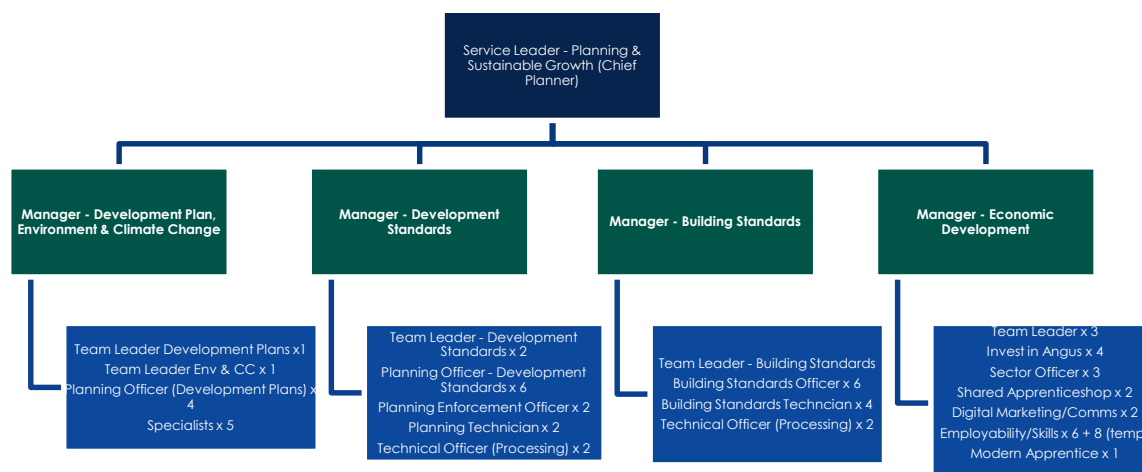 Service Leader - Planning &
Sustainable Growth (Chief
Planner)
Manager - Development Plan,
Environment & Climate Change
Manager - Development
Standards
Manager - Building Standards
Manager - Economic
Development
Team Leader Development Plans x1
Team Leader Env & CC x 1
Planning Officer (Development Plans) x
4
Specialists x 5
Team Leader - Development
Standards x 2
Planning Officer - Development
Standards x 6
Planning Enforcement Officer x 2
Planning Technician x 2
Technical Officer (Processing) x 2
Team Leader - Building Standards
Building Standards Officer x 6
Building Standards Techncian x 4
Technical Officer (Processing) x 2
Team Leader x 3
Invest in Angus x 4
Sector Officer x 3
Shared Apprenticeshop x 2
Digital Marketing/Comms x 2
Employability/Skills x 6 + 8 (temp
Modern Apprentice x 1